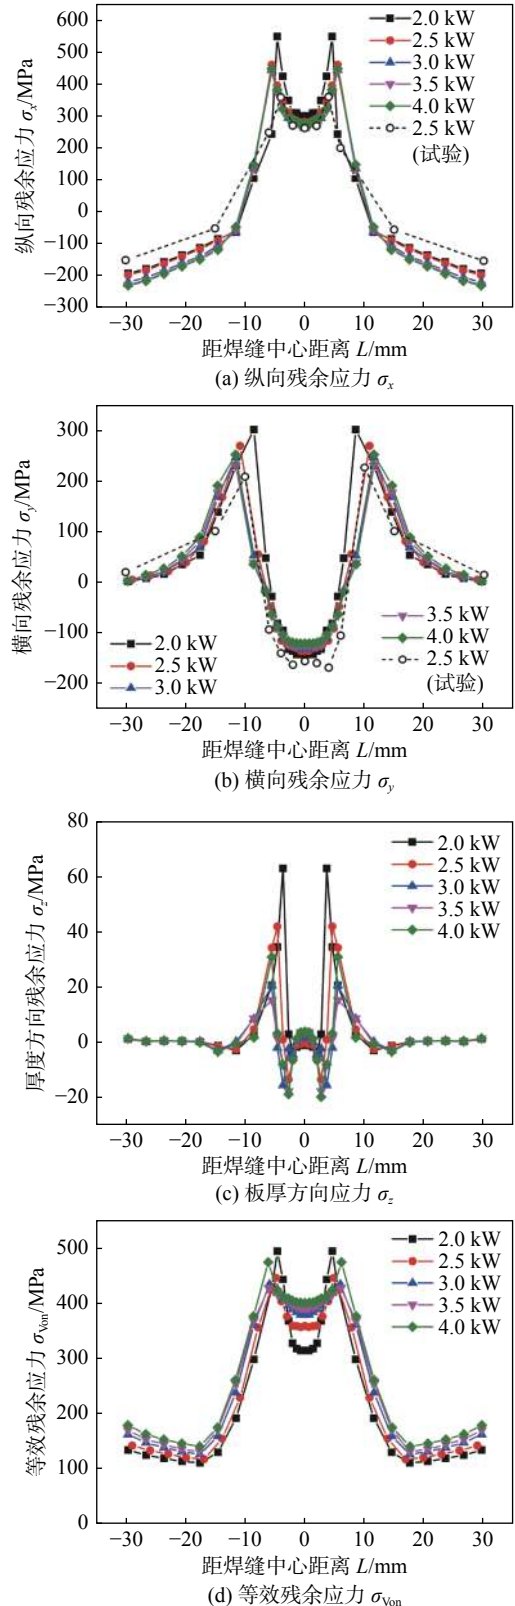 纵向残余应力 σx/MPa
600
500
400
300
200
100
0
−100
−200
−300
2.0 kW
2.5 kW
3.0 kW
3.5 kW
4.0 kW
2.5 kW
(试验)
−30 −20 −10 0 10 20 30
距焊缝中心距离 L/mm
(a) 纵向残余应力 σx
横向残余应力 σy/MPa
300
200
100
0
−100
−200
2.0 kW
2.5 kW
3.0 kW
3.5 kW
4.0 kW
2.5 kW
(试验)
−30 −20 −10 0 10 20 30
距焊缝中心距离 L/mm
(b) 横向残余应力 σy
厚度方向残余应力 σz/MPa
80
60
40
20
0
−20
2.0 kW
2.5 kW
3.0 kW
3.5 kW
4.0 kW
−30 −20 −10 0 10 20 30
距焊缝中心距离 L/mm
(c) 板厚方向应力 σz
等效残余应力 σVon/MPa
500
400
300
200
100
0
2.0 kW
2.5 kW
3.0 kW
3.5 kW
4.0 kW
−30 −20 −10 0 10 20 30
距焊缝中心距离 L/mm
(d) 等效残余应力 σVon